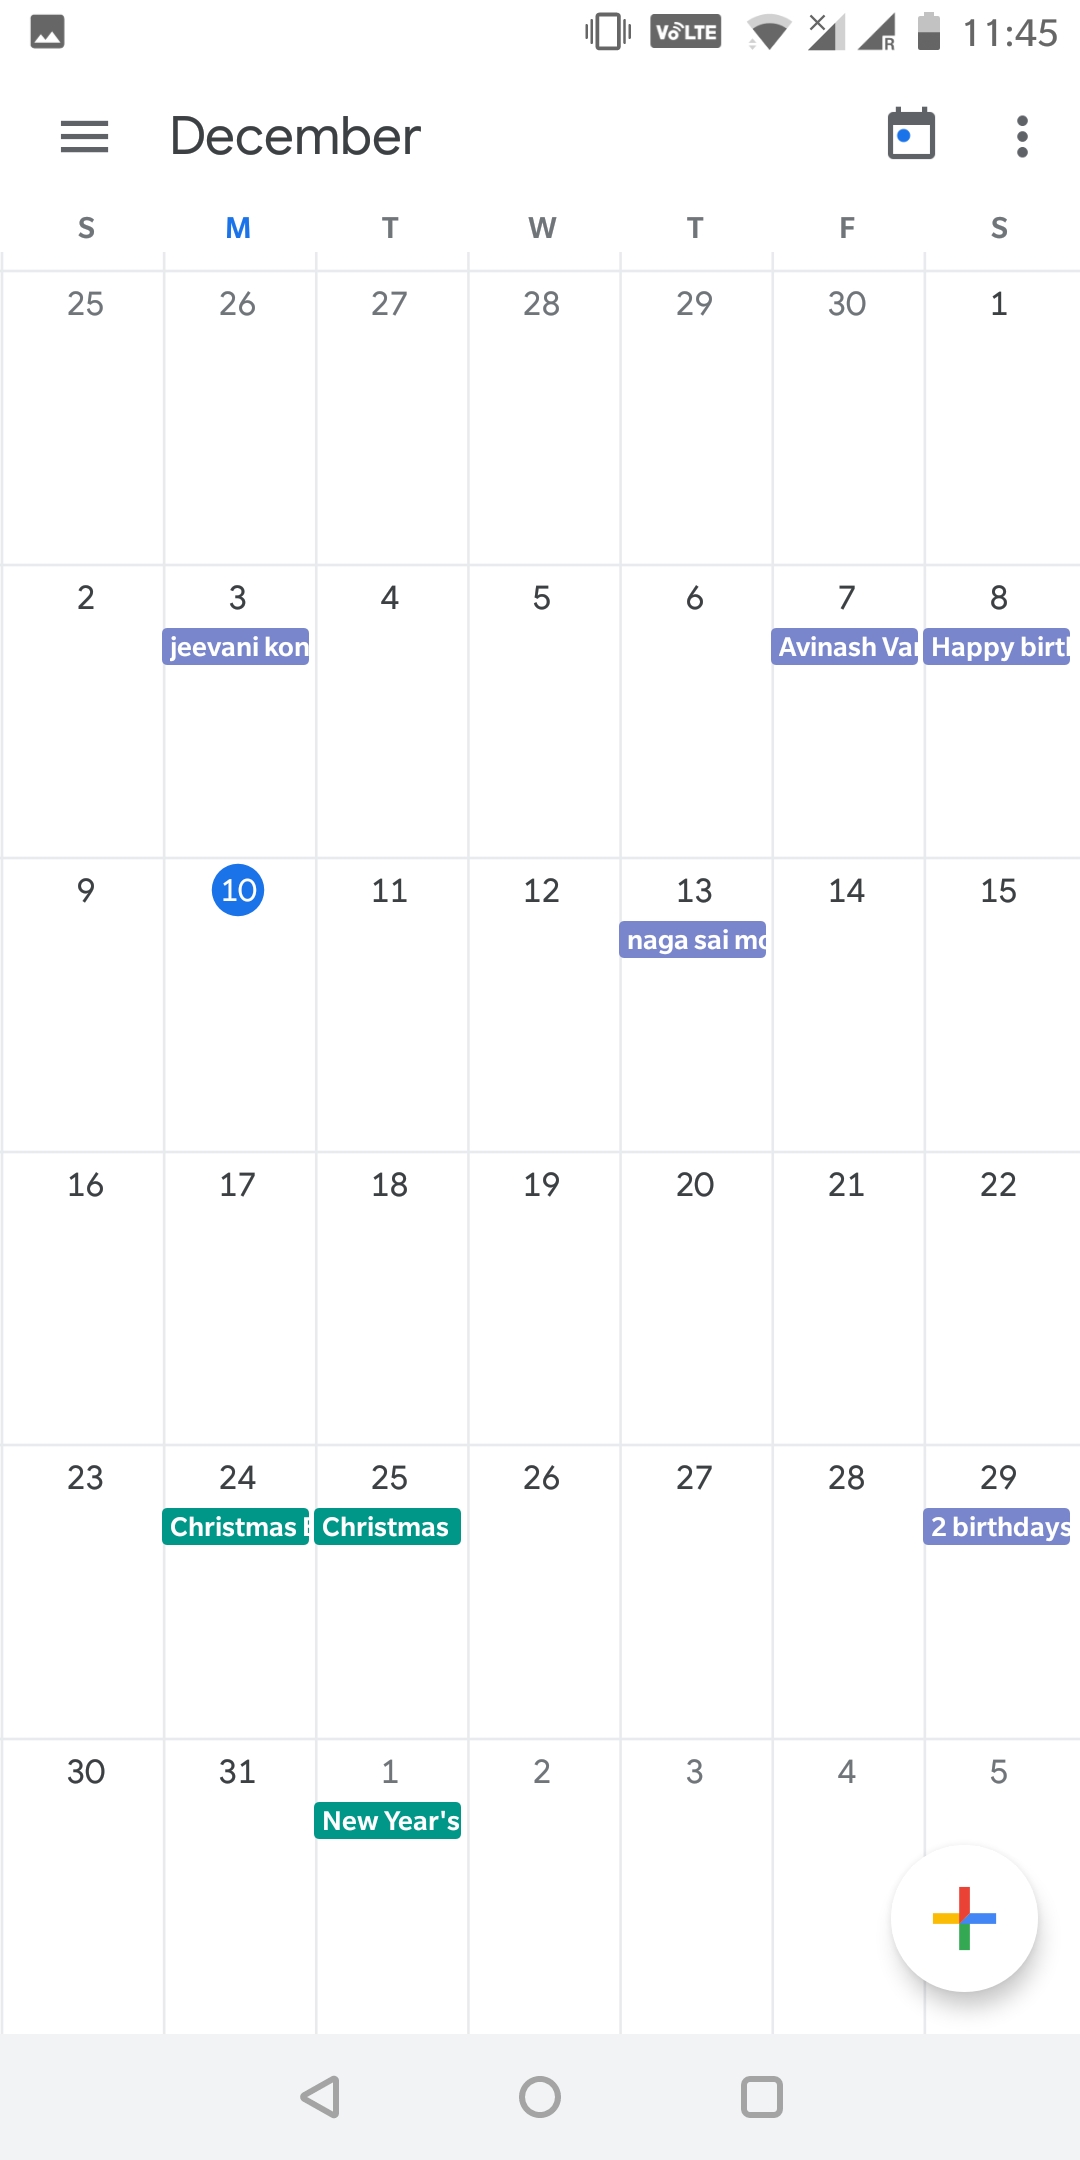 VoLTE R 11:45
December
S M T W T F S
25 26 27 28 29 30 1
2 3 4 5 6 7 8
jeevani kon Avinash Happy
9 10 11 12 13 14 15
naga sai
16 17 18 19 20 21 22
23 24 25 26 27 28 29
Christmas Christmas 2 birthdays
30 31 1 2 3 4 5
New Year's